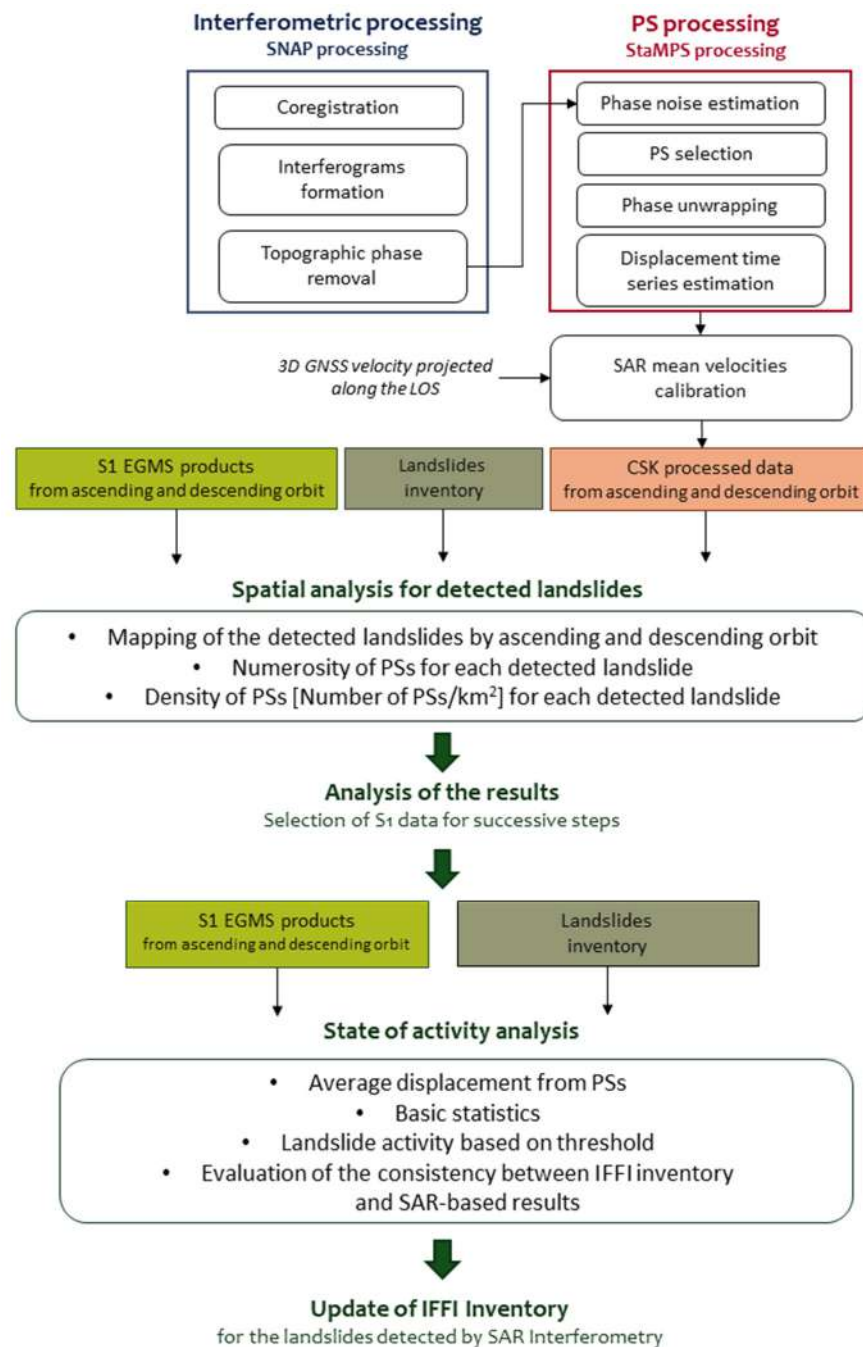 Interferometric processing
SNAP processing
Coregistration
Interferograms
formation
Topographic phase
removal
PS processing
StaMPS processing
Phase noise estimation
PS selection
Phase unwrapping
Displacement time
series estimation
3D GNSS velocity projected
along the LOS
SAR mean velocities
calibration
S1 EGMS products
from ascending and descending orbit
Landslides
inventory
CSK processed data
from ascending and descending orbit
Spatial analysis for detected landslides
• Mapping of the detected landslides by ascending and descending orbit
• Numerosity of PSs for each detected landslide
• Density of PSs [Number of PSs/km²] for each detected landslide
Analysis of the results
Selection of S1 data for successive steps
S1 EGMS products
from ascending and descending orbit
Landslides
inventory
State of activity analysis
• Average displacement from PSs
• Basic statistics
• Landslide activity based on threshold
• Evaluation of the consistency between IFFI inventory
and SAR-based results
Update of IFFI Inventory
for the landslides detected by SAR Interferometry